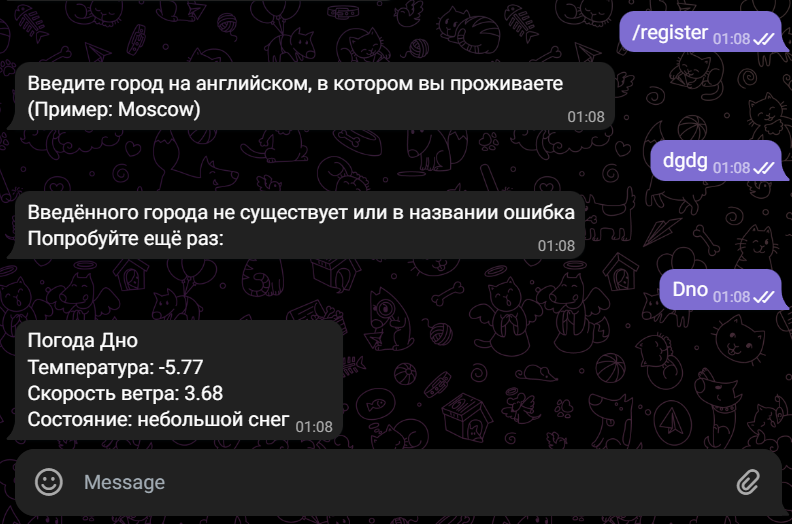 /register 01:08
Введите город на английском, в котором вы проживаете
(Пример: Moscow)
01:08
dgdg 01:08
Введённого города не существует или в названии ошибка
Попробуйте ещё раз:
01:08
Dno 01:08
Погода Дно
Температура: -5.77
Скорость ветра: 3.68
Состояние: небольшой снег 01:08
Message